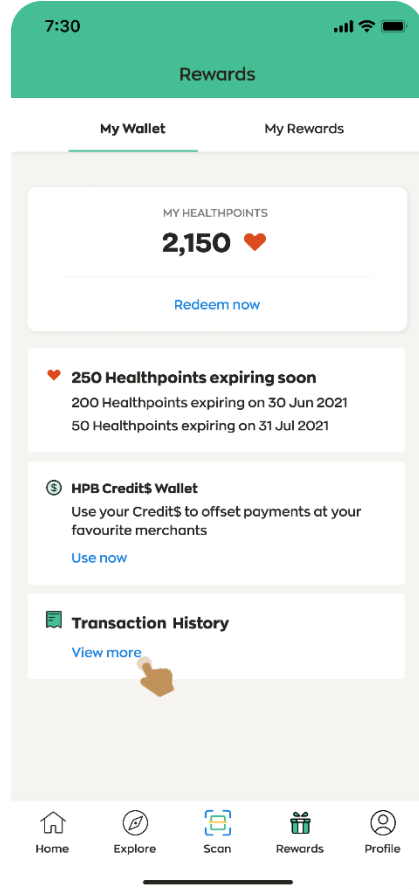 7:30
Rewards
My Wallet
My Rewards
MY HEALTHPOINTS
2,150
Redeem now
250 Healthpoints expiring soon
200 Healthpoints expiring on 30 Jun 2021
50 Healthpoints expiring on 31 Jul 2021
$ HPB Credit$ Wallet
Use your Credit$ to offset payments at your
favourite merchants
Use now
Transaction History
View more
Home
Explore
Scan
Rewards
Profile